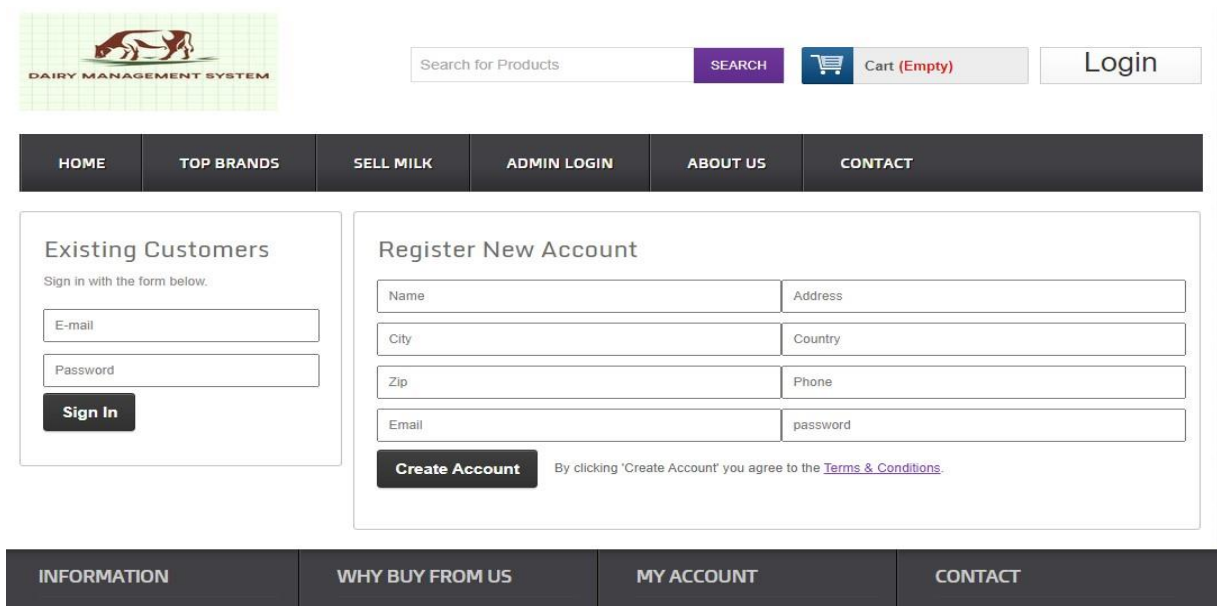 DAIRY MANAGEMENT SYSTEM
Search for Products
SEARCH
Cart (Empty)
Login
HOME
TOP BRANDS
SELL MILK
ADMIN LOGIN
ABOUT US
CONTACT
Existing Customers
Sign in with the form below.
E-mail
Password
Sign In
Register New Account
Name
Address
City
Country
Zip
Phone
Email
password
Create Account
By clicking 'Create Account' you agree to the Terms & Conditions.
INFORMATION
WHY BUY FROM US
MY ACCOUNT
CONTACT